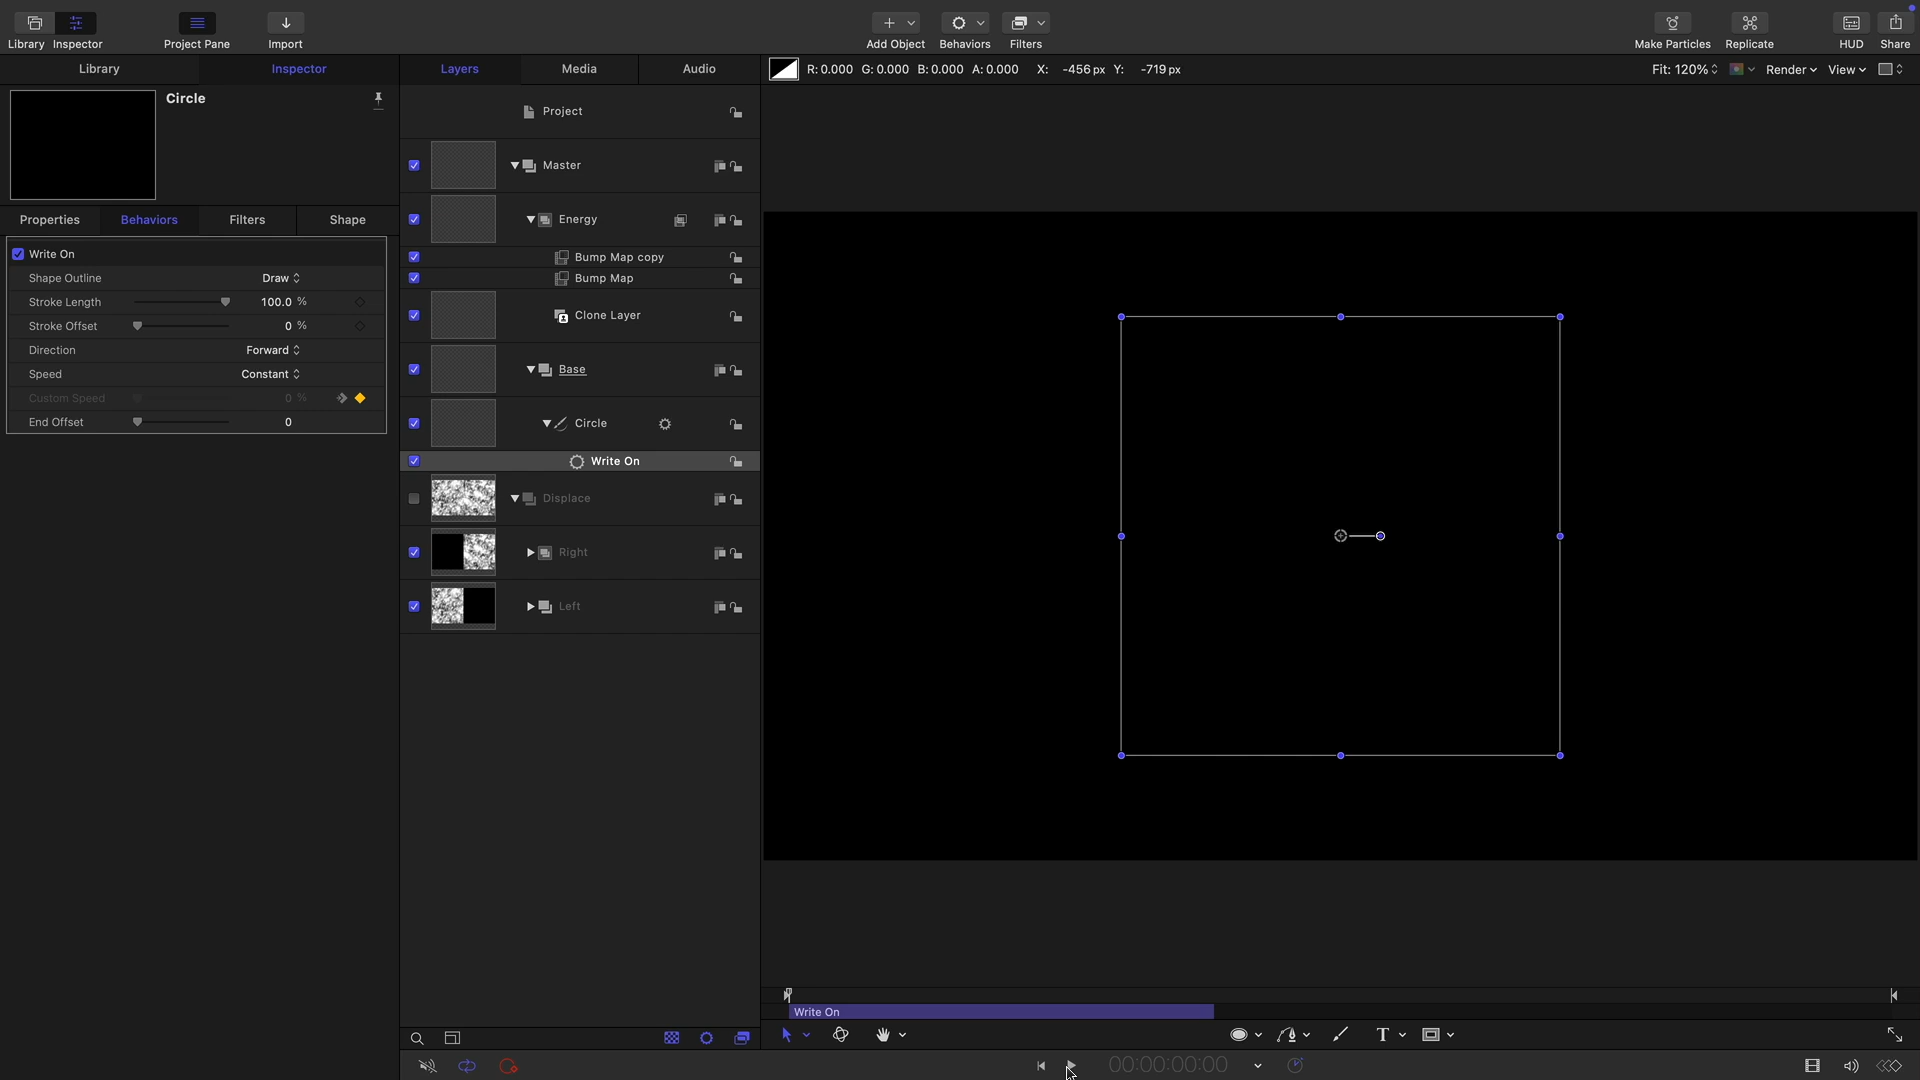 Library Inspector Project Pane Import Add Object Behaviors Filters Make Particles Replicate HUD Share
Library Inspector Layers Media Audio R: 0.000 G: 0.000 B: 0.000 A: 0.000 X: -456 px Y: -719 px Fit: 120% Render View
Circle
Project
Master
Properties Behaviors Filters Shape
Energy
Write On
Bump Map copy
Shape Outline Draw
Bump Map
Stroke Length 100.0 %
Clone Layer
Stroke Offset 0 %
Direction Forward
Speed Constant
Base
Custom Speed 0 %
End Offset 0
Circle
Write On
Displace
Right
Left
Write On
T
00:00:00:00